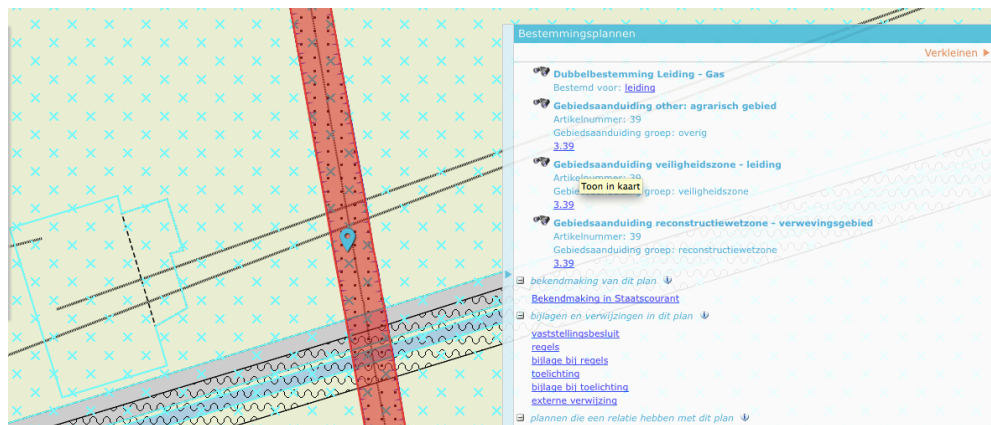 Bestemmingsplannen
Verkleinen
Dubbelbestemming Leiding - Gas
Bestemd voor: leiding
Gebiedsaanduiding other: agrarisch gebied
Artikelnummer: 39
Gebiedsaanduiding groep: overig
3.39
Gebiedsaanduiding veiligheidszone - leiding
Artikelnummer: 39
Toon in kaart
Gebie groep: veiligheidszone
3.39
Gebiedsaanduiding reconstructiewetzone - verwevingsgebied
Artikelnummer: 39
Gebiedsaanduiding groep: reconstructiewetzone
3.39
bekendmaking van dit plan
Bekendmaking in Staatscourant
bijlagen en verwijzingen in dit plan
vaststellingsbesluit
regels
bijlage bij regels
toelichting
bijlage bij toelichting
externe verwijzing
plannen die een relatie hebben met dit plan